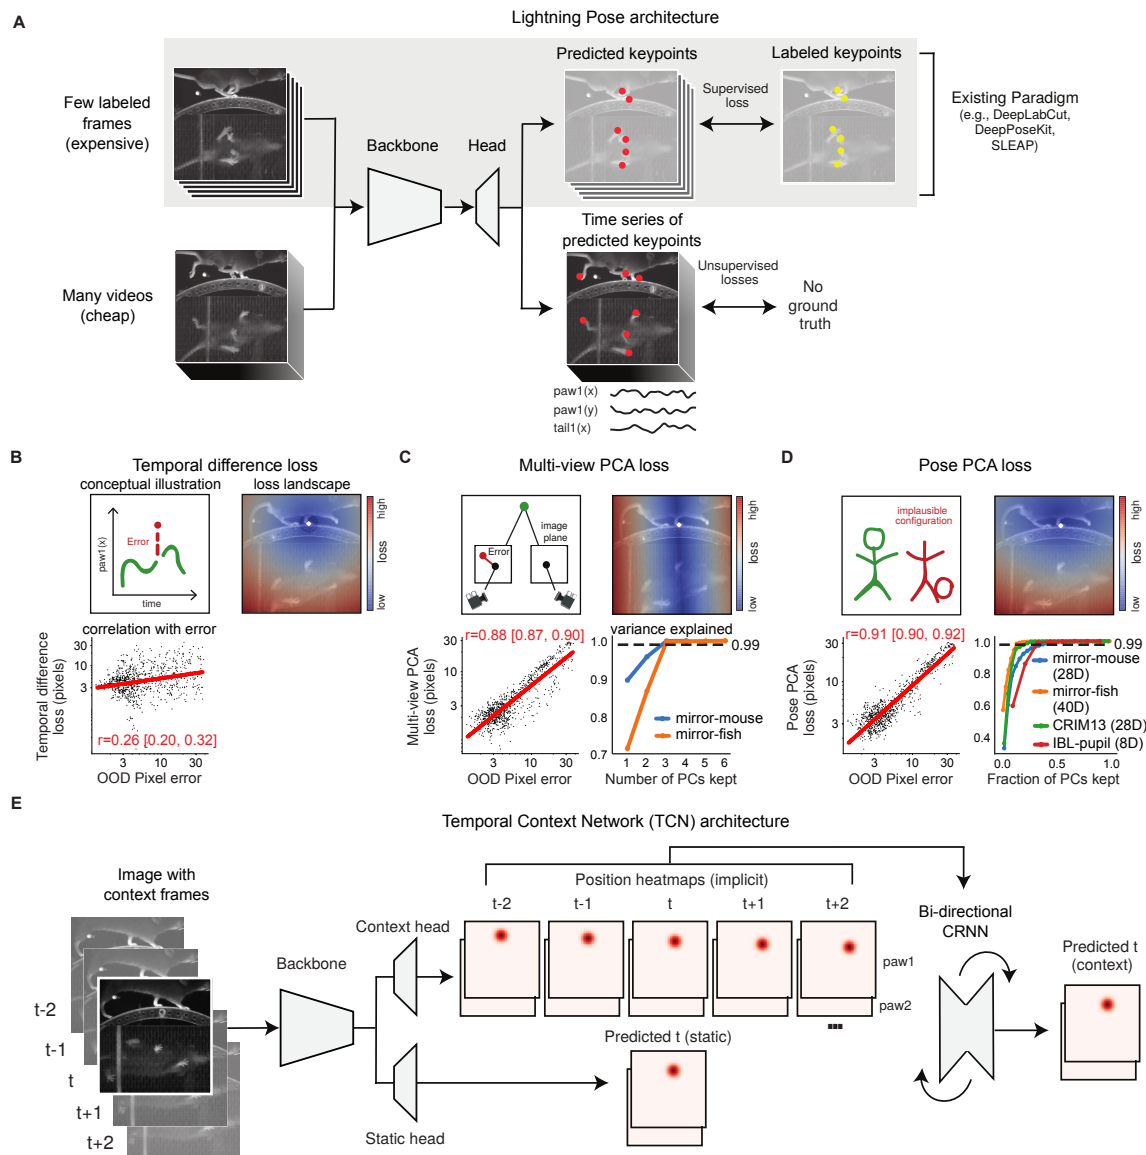 A
Lightning Pose architecture
Few labeled
frames
(expensive)
Many videos
(cheap)
Backbone
Head
Predicted keypoints
Supervised
loss
Labeled keypoints
Existing Paradigm
(e.g., DeepLabCut,
DeepPoseKit,
SLEAP)
Time series of
predicted keypoints
Unsupervised
losses
No
ground
truth
paw1(x)
paw1(y)
tail1(x)
B
Temporal difference loss
conceptual illustration
loss landscape
paw1(x)
Error
time
high
loss
low
correlation with error
Temporal difference
loss (pixels)
30
10
3
r=0.26 [0.20, 0.32]
3
10
30
OOD Pixel error
C
Multi-view PCA loss
Error
image
plane
high
loss
low
r=0.88 [0.87, 0.90]
Multi-view PCA
loss (pixels)
30
10
3
3
10
30
OOD Pixel error
variance explained
1.0
0.9
0.8
0.7
0.99
mirror-mouse
mirror-fish
1
2
3
4
5
6
Number of PCs kept
D
Pose PCA loss
implausible
configuration
high
loss
low
r=0.91 [0.90, 0.92]
Pose PCA
loss (pixels)
30
10
3
3
10
30
OOD Pixel error
1.0
0.8
0.6
0.4
0.99
mirror-mouse
(28D)
mirror-fish
(40D)
CRIM13 (28D)
IBL-pupil (8D)
0.0
0.5
1.0
Fraction of PCs kept
E
Temporal Context Network (TCN) architecture
Image with
context frames
t-2
t-1
t
t+1
t+2
Backbone
Context head
Static head
Position heatmaps (implicit)
t-2
t-1
t
t+1
t+2
paw1
paw2
Predicted t (static)
Bi-directional
CRNN
Predicted t
(context)